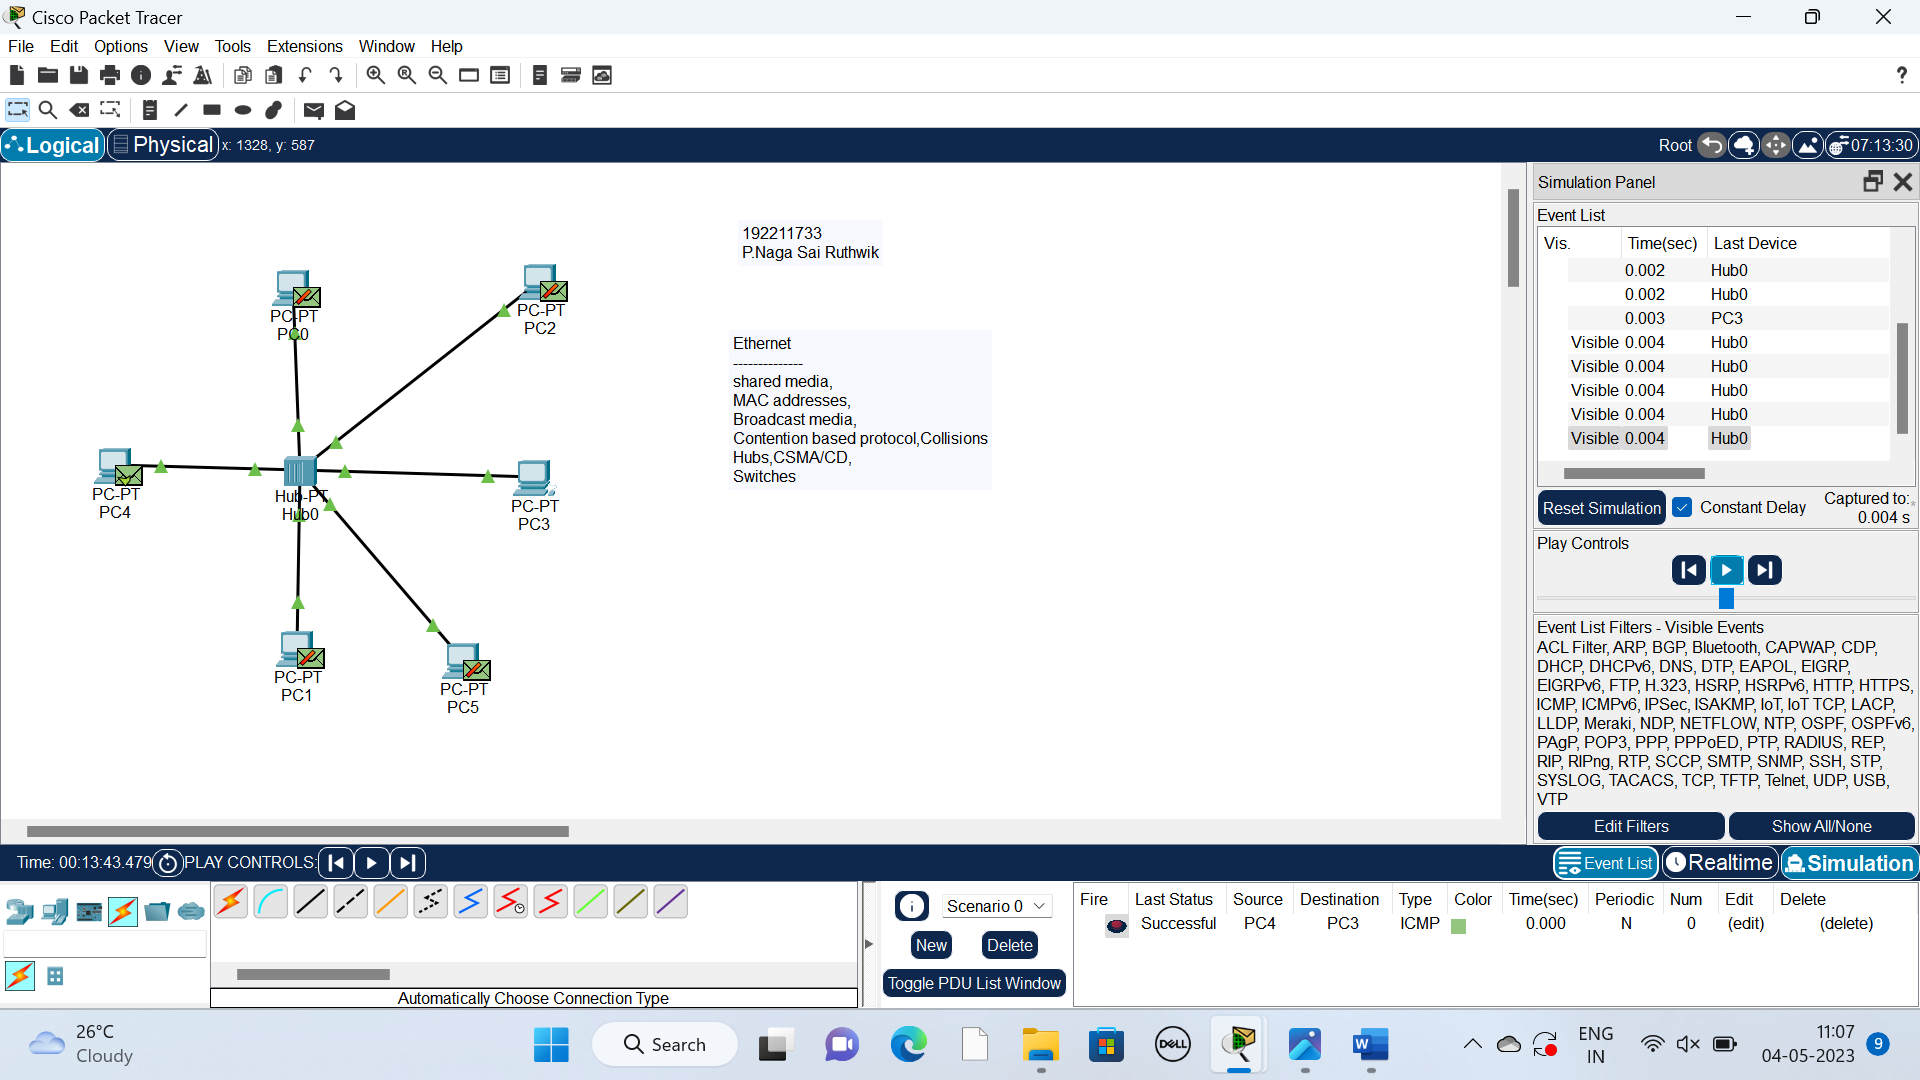 Cisco Packet Tracer
File Edit Options View Tools Extensions Window Help
?
Logical Physical x: 1328, y: 587 Root 07:13:30
192211733
P.Naga Sai Ruthwik
PC-PT
PC0
PC-PT
PC2
Ethernet
--------------
shared media,
MAC addresses,
Broadcast media,
Contention based protocol,Collisions
Hubs,CSMA/CD,
Switches
PC-PT
PC4
Hub-PT
Hub0
PC-PT
PC3
PC-PT
PC1
PC-PT
PC5
Simulation Panel
Event List
Vis. Time(sec) Last Device
0.002 Hub0
0.002 Hub0
0.003 PC3
Visible 0.004 Hub0
Visible 0.004 Hub0
Visible 0.004 Hub0
Visible 0.004 Hub0
Visible 0.004 Hub0
Reset Simulation Constant Delay Captured to:
0.004 s
Play Controls
Event List Filters - Visible Events
ACL Filter, ARP, BGP, Bluetooth, CAPWAP, CDP,
DHCP, DHCPv6, DNS, DTP, EAPOL, EIGRP,
EIGRPv6, FTP, H.323, HSRP, HSRPv6, HTTP, HTTPS,
ICMP, ICMPv6, IPSec, ISAKMP, IoT, IoT TCP, LACP,
LLDP, Meraki, NDP, NETFLOW, NTP, OSPF, OSPFv6,
PAgP, POP3, PPP, PPPoED, PTP, RADIUS, REP,
RIP, RIPng, RTP, SCCP, SMTP, SNMP, SSH, STP,
SYSLOG, TACACS, TCP, TFTP, Telnet, UDP, USB,
VTP
Edit Filters Show All/None
Time: 00:13:43.479 PLAY CONTROLS: Event List Realtime Simulation
Automatically Choose Connection Type
Scenario 0
New Delete
Toggle PDU List Window
Fire Last Status Source Destination Type Color Time(sec) Periodic Num Edit Delete
Successful PC4 PC3 ICMP 0.000 N 0 (edit) (delete)
26°C
Cloudy
Search
DELL
W
ENG
IN
11:07
04-05-2023
9